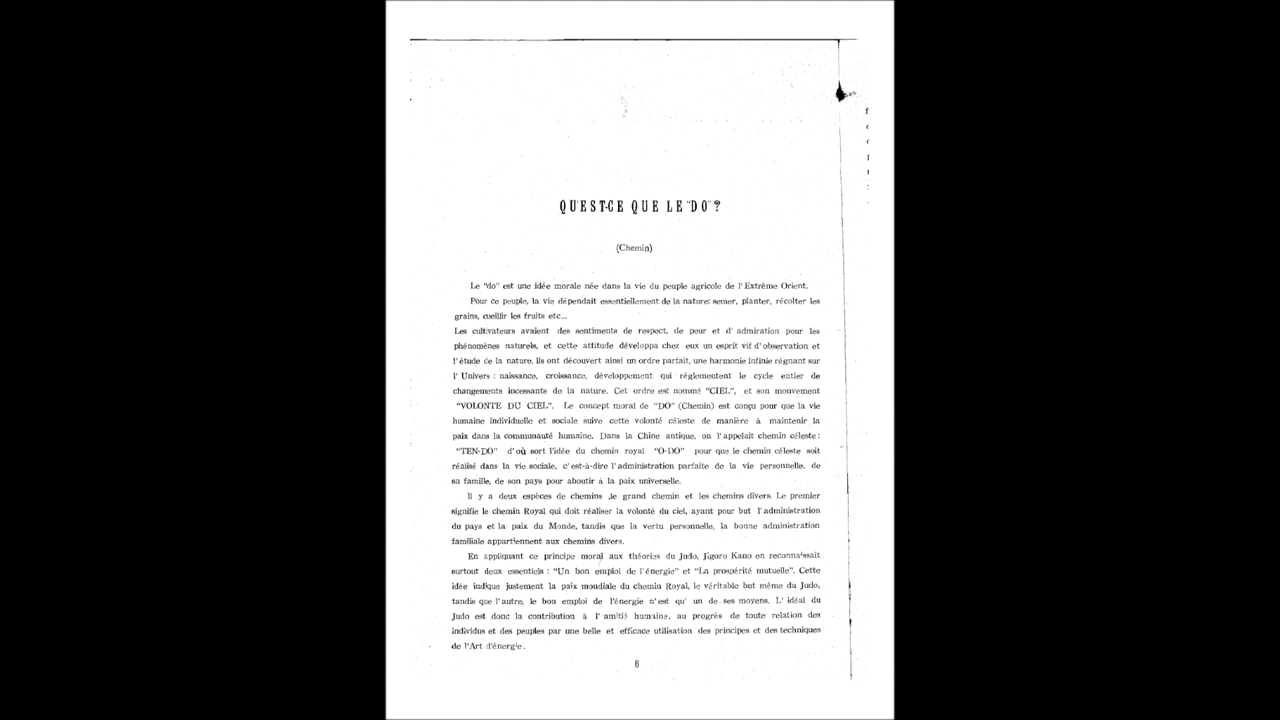 QU'EST-CE QUE LE "DO"?
(Chemin)
Le "do" est une idée morale née dans la vie du peuple agricole de l'Extrême Orient.
Pour ce peuple, la vie dépendait essentiellement de la nature: semer, planter, récolter les
grains, cueillir les fruits etc...
Les cultivateurs avaient des sentiments de respect, de peur et d'admiration pour les
phénomènes naturels, et cette attitude développa chez eux un esprit vif d'observation et
l'étude de la nature. Ils ont découvert ainsi un ordre parfait, une harmonie infinie régnant sur
l'Univers : naissance, croissance, développement qui réglementent le cycle entier de
changements incessants de la nature. Cet ordre est nommé "CIEL", et son mouvement
"VOLONTE DU CIEL". Le concept moral de "DO" (Chemin) est conçu pour que la vie
humaine individuelle et sociale suive cette volonté céleste de manière à maintenir la
paix dans la communauté humaine. Dans la Chine antique, on l'appelait chemin céleste :
"TEN-DO" d'où sort l'idée du chemin royal "O-DO" pour que le chemin céleste soit
réalisé dans la vie sociale, c'est-à-dire l'administration parfaite de la vie personnelle, de
sa famille, de son pays pour aboutir à la paix universelle.
Il y a deux espèces de chemins ,le grand chemin et les chemins divers. Le premier
signifie le chemin Royal qui doit réaliser la volonté du ciel, ayant pour but l'administration
du pays et la paix du Monde, tandis que la vertu personnelle, la bonne administration
familiale appartiennent aux chemins divers.
En appliquant ce principe moral aux théories du Judo, Jigoro Kano en reconnaissait
surtout deux essentiels : "Un bon emploi de l'énergie" et "La prospérité mutuelle". Cette
idée indique justement la paix mondiale du chemin Royal, le véritable but même du Judo,
tandis que l'autre, le bon emploi de l'énergie n'est qu' un de ses moyens. L' idéal du
Judo est donc la contribution à l'amitié humaine, au progrès de toute relation des
individus et des peuples par une belle et efficace utilisation des principes et des techniques
de l'Art d'énergie.
6